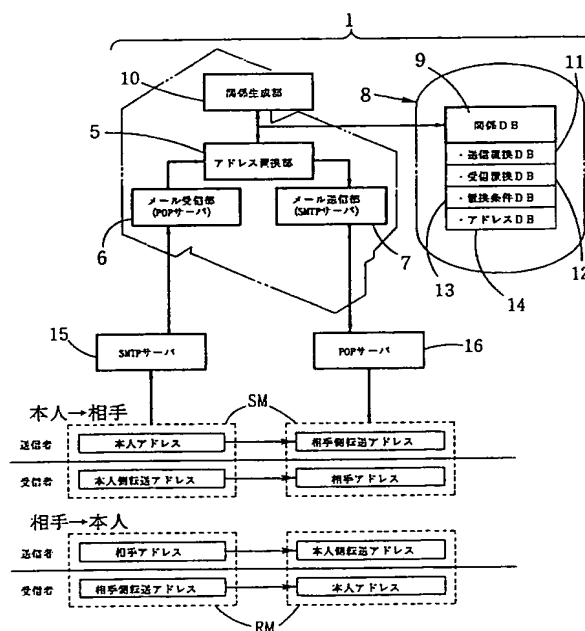 1
10
関係生成部
8
9
11
関係DB
5
アドレス置換部
・送信置換DB
・受信置換DB
メール受信部
(POPサーバ)
メール送信部
(SMTPサーバ)
・置換条件DB
・アドレスDB
6
7
13
14
12
15
SMTPサーバ
POPサーバ
16
SM
本人→相手
送信者
本人アドレス
相手側転送アドレス
受信者
本人側転送アドレス
相手アドレス
相手→本人
送信者
相手アドレス
本人側転送アドレス
受信者
相手側転送アドレス
本人アドレス
RM